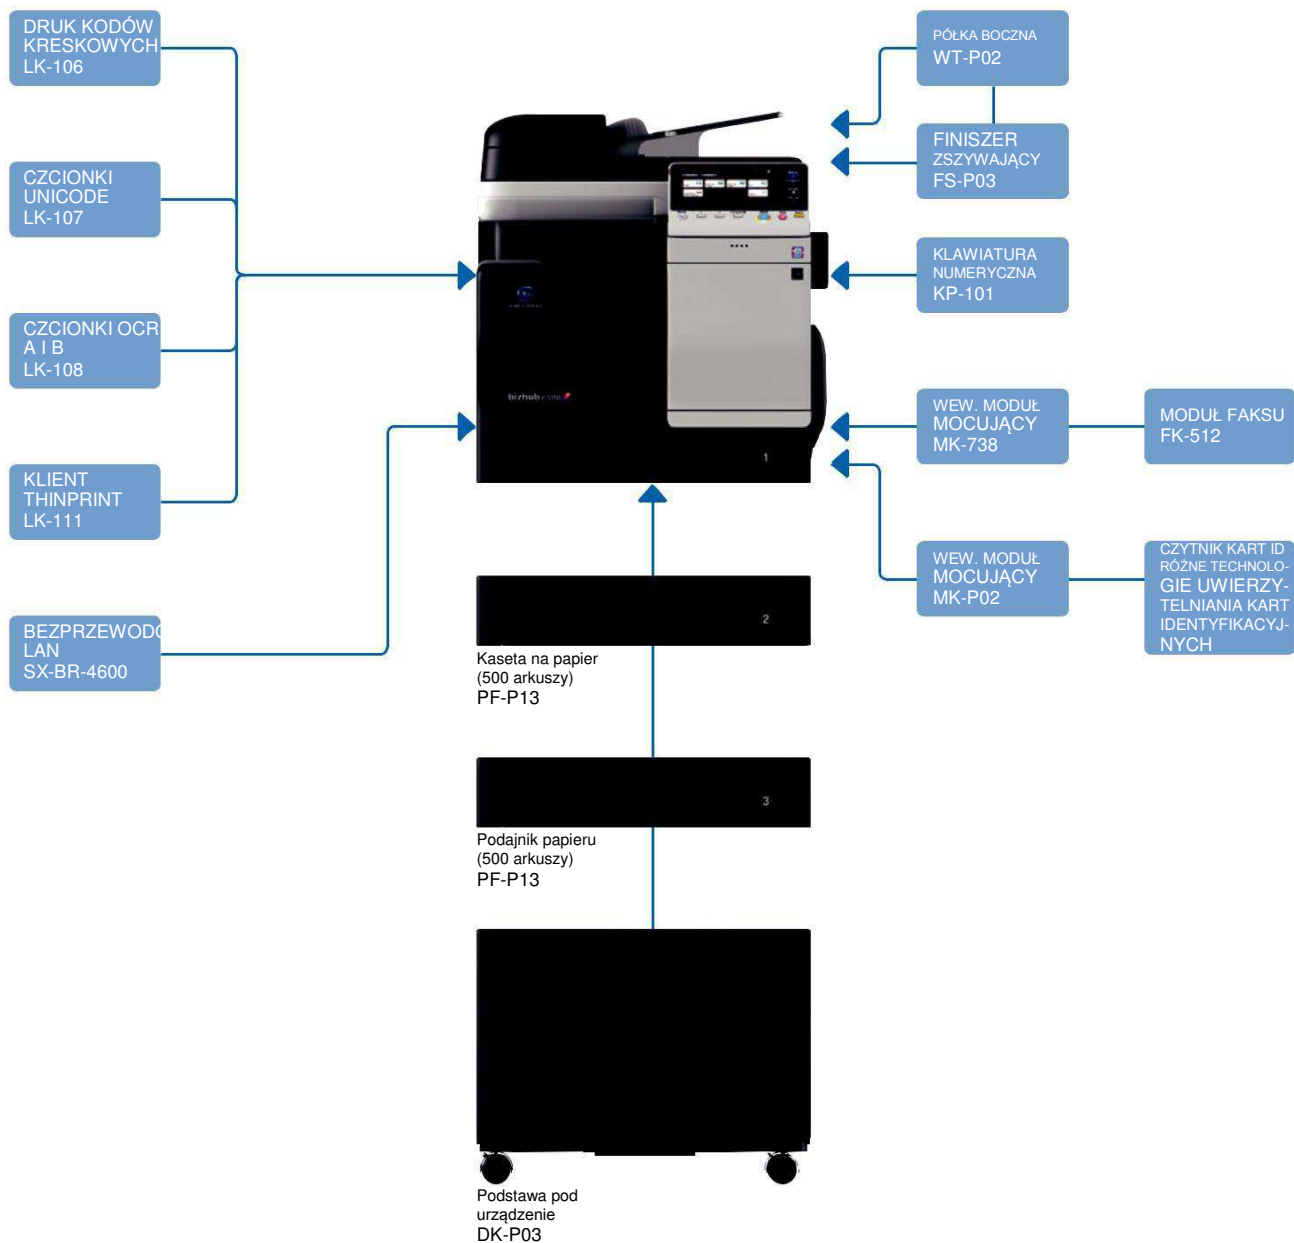 DRUK KODÓW
KRESKOWYCH
LK-106
CZCIONKI
UNICODE
LK-107
CZCIONKI OCR
A I B
LK-108
KLIENT
THINPRINT
LK-111
LAN
SX-BR-4600
PÓŁKA BOCZNA
WT-P02
FINISZER
ZSZYWAJĄCY
FS-P03
KLAWIATURA
NUMERYCZNA
KP-101
WEW. MODUŁ
MOCUJĄCY
MK-738
MODUŁ FAKSU
FK-512
WEW. MODUŁ
MOCUJĄCY
MK-P02
CZYTNIK KART ID
RÓŻNE TECHNOLO-
GIE UWIERZY-
TELNIANIA KART
IDENTYFIKACYJ-
NYCH
bizhub
1
2
Kaseta na papier
(500 arkuszy)
PF-P13
3
Podajnik papieru
(500 arkuszy)
PF-P13
Podstawa pod
urządzenie
DK-P03